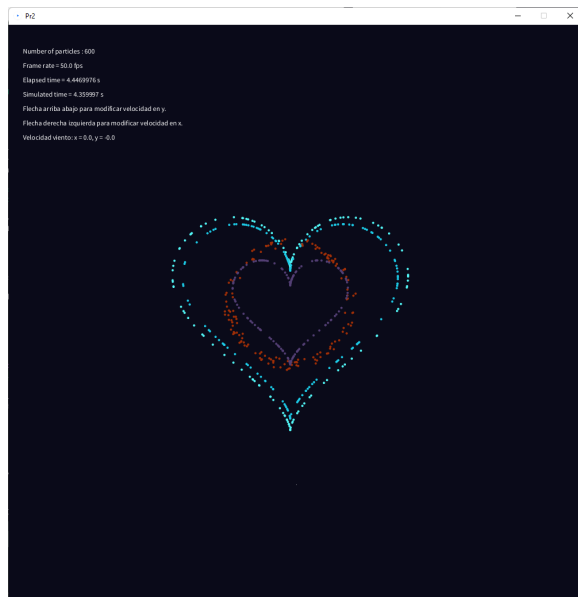 Pr2
Number of particles : 600
Frame rate = 50.0 fps
Elapsed time = 4.4469976 s
Simulated time = 4.359997 s
Flecha arriba abajo para modificar velocidad en y.
Flecha derecha izquierda para modificar velocidad en x.
Velocidad viento: x = 0.0, y = -0.0